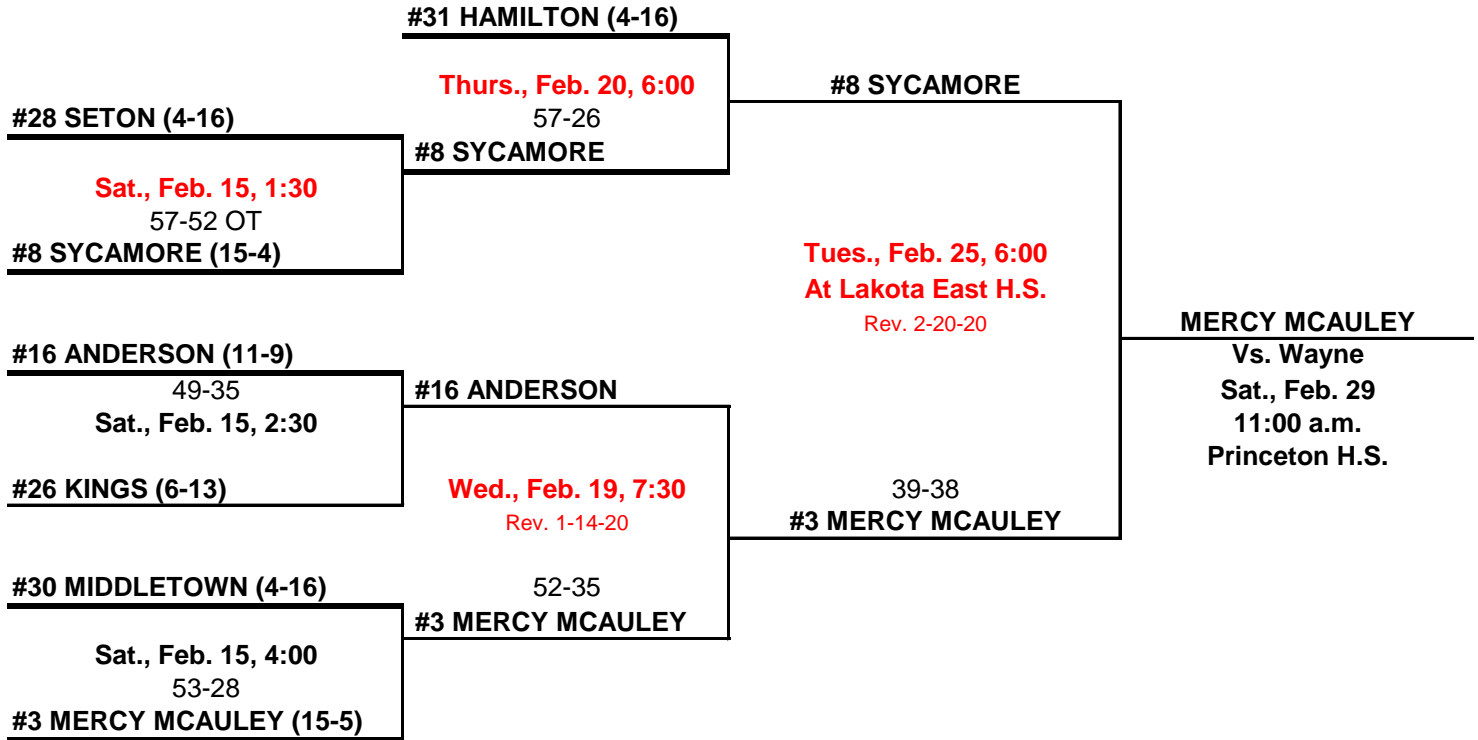 #31 HAMILTON (4-16)
Thurs., Feb. 20, 6:00
57-26
#8 SYCAMORE
#28 SETON (4-16)
#8 SYCAMORE
Sat., Feb. 15, 1:30
57-52 OT
#8 SYCAMORE (15-4)
Tues., Feb. 25, 6:00
At Lakota East H.S.
Rev. 2-20-20
MERCY MCAULEY
Vs. Wayne
Sat., Feb. 29
11:00 a.m.
Princeton H.S.
#16 ANDERSON (11-9)
49-35
Sat., Feb. 15, 2:30
#16 ANDERSON
#26 KINGS (6-13)
Wed., Feb. 19, 7:30
Rev. 1-14-20
39-38
#3 MERCY MCAULEY
#30 MIDDLETOWN (4-16)
52-35
#3 MERCY MCAULEY
Sat., Feb. 15, 4:00
53-28
#3 MERCY MCAULEY (15-5)